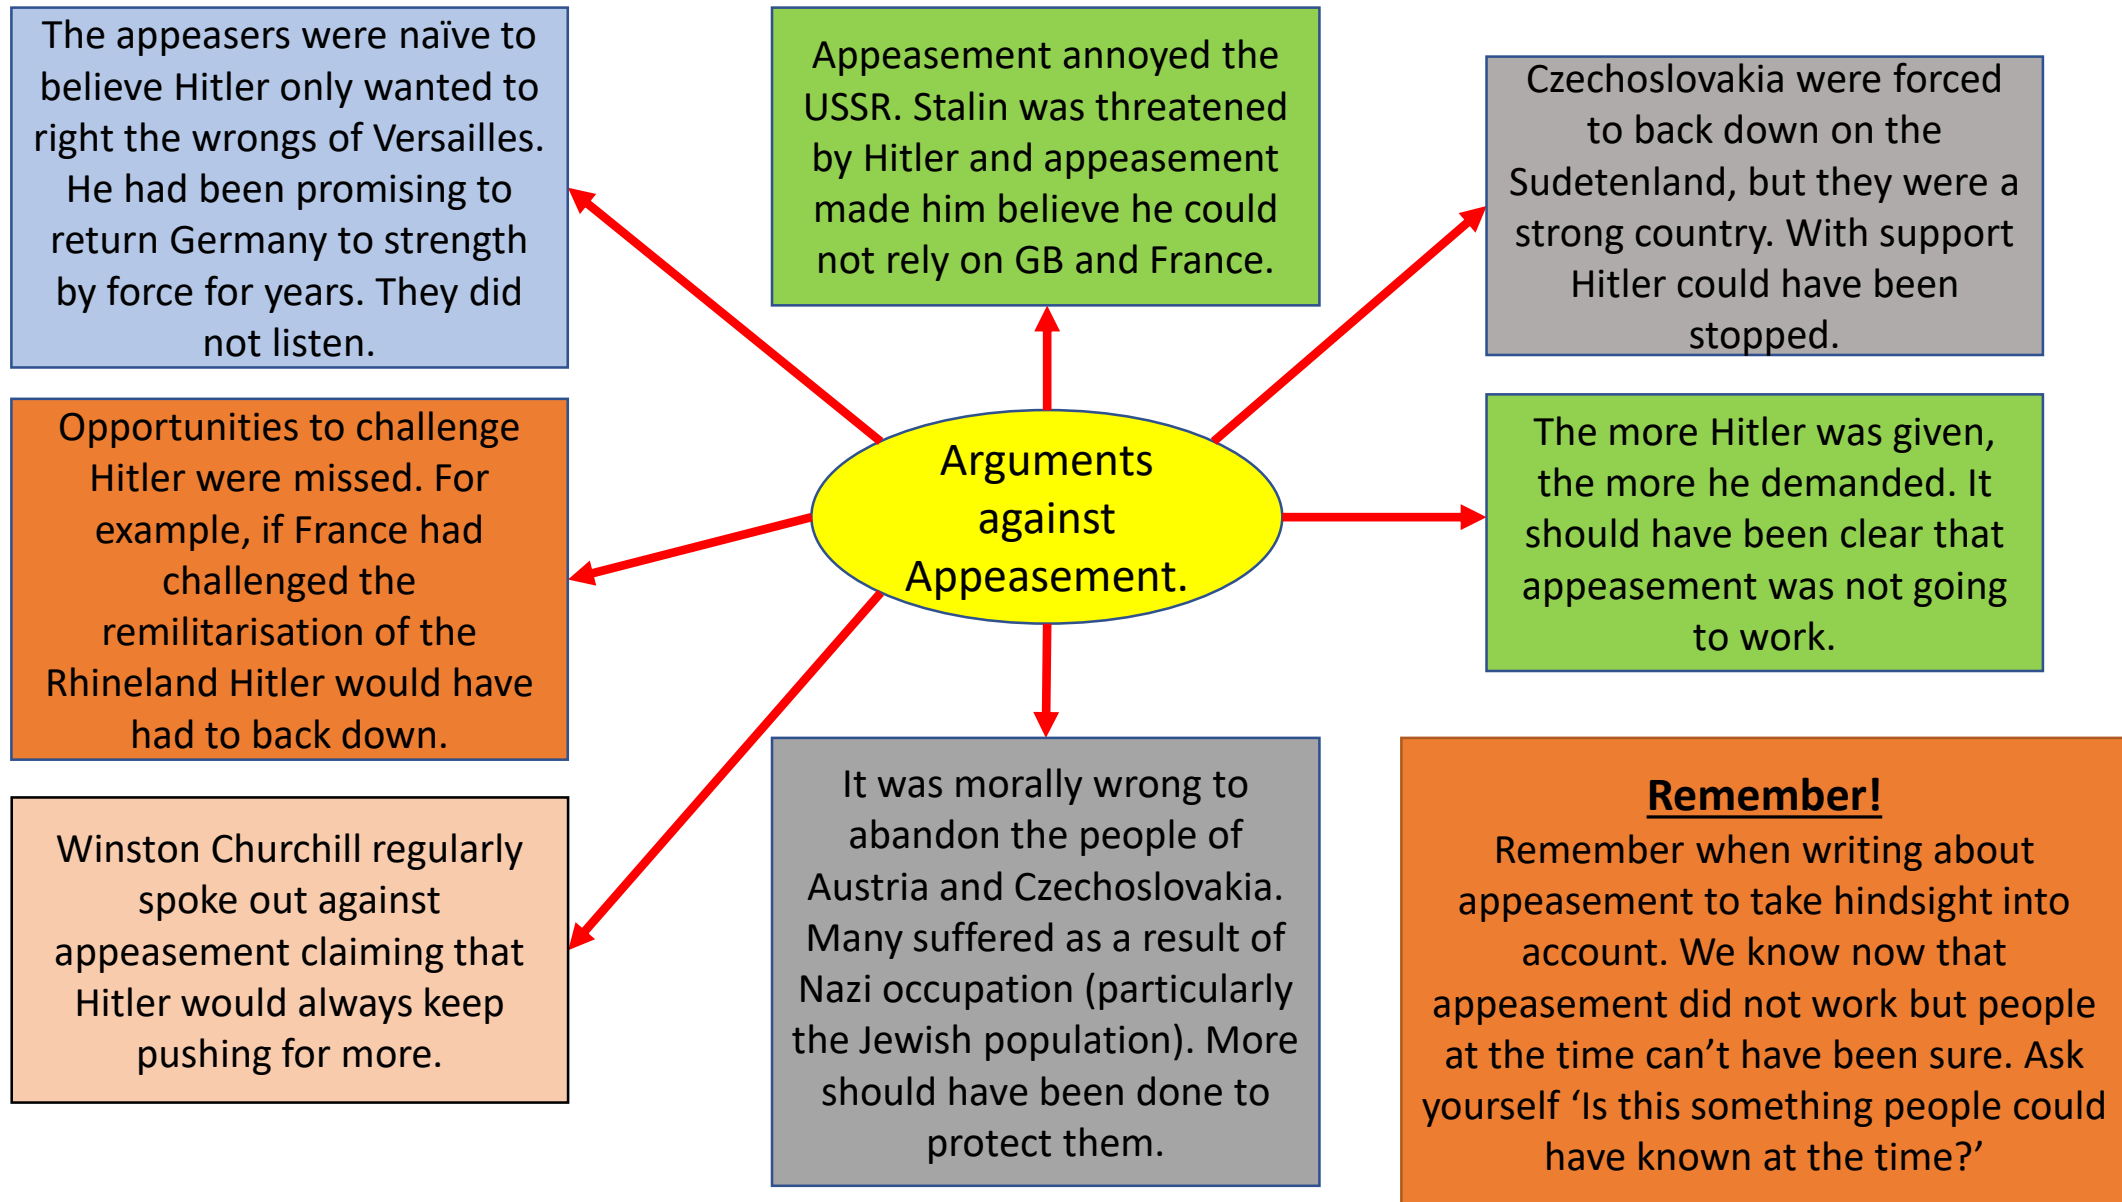 The appeasers were naïve to
believe Hitler only wanted to
right the wrongs of Versailles.
He had been promising to
return Germany to strength
by force for years. They did
not listen.
Appeasement annoyed the
USSR. Stalin was threatened
by Hitler and appeasement
made him believe he could
not rely on GB and France.
Czechoslovakia were forced
to back down on the
Sudetenland, but they were a
strong country. With support
Hitler could have been
stopped.
Opportunities to challenge
Hitler were missed. For
example, if France had
challenged the
remilitarisation of the
Rhineland Hitler would have
had to back down.
Arguments
against
Appeasement.
The more Hitler was given,
the more he demanded. It
should have been clear that
appeasement was not going
to work.
Winston Churchill regularly
spoke out against
appeasement claiming that
Hitler would always keep
pushing for more.
It was morally wrong to
abandon the people of
Austria and Czechoslovakia.
Many suffered as a result of
Nazi occupation (particularly
the Jewish population). More
should have been done to
protect them.
Remember!
Remember when writing about
appeasement to take hindsight into
account. We know now that
appeasement did not work but people
at the time can’t have been sure. Ask
yourself ‘Is this something people could
have known at the time?’